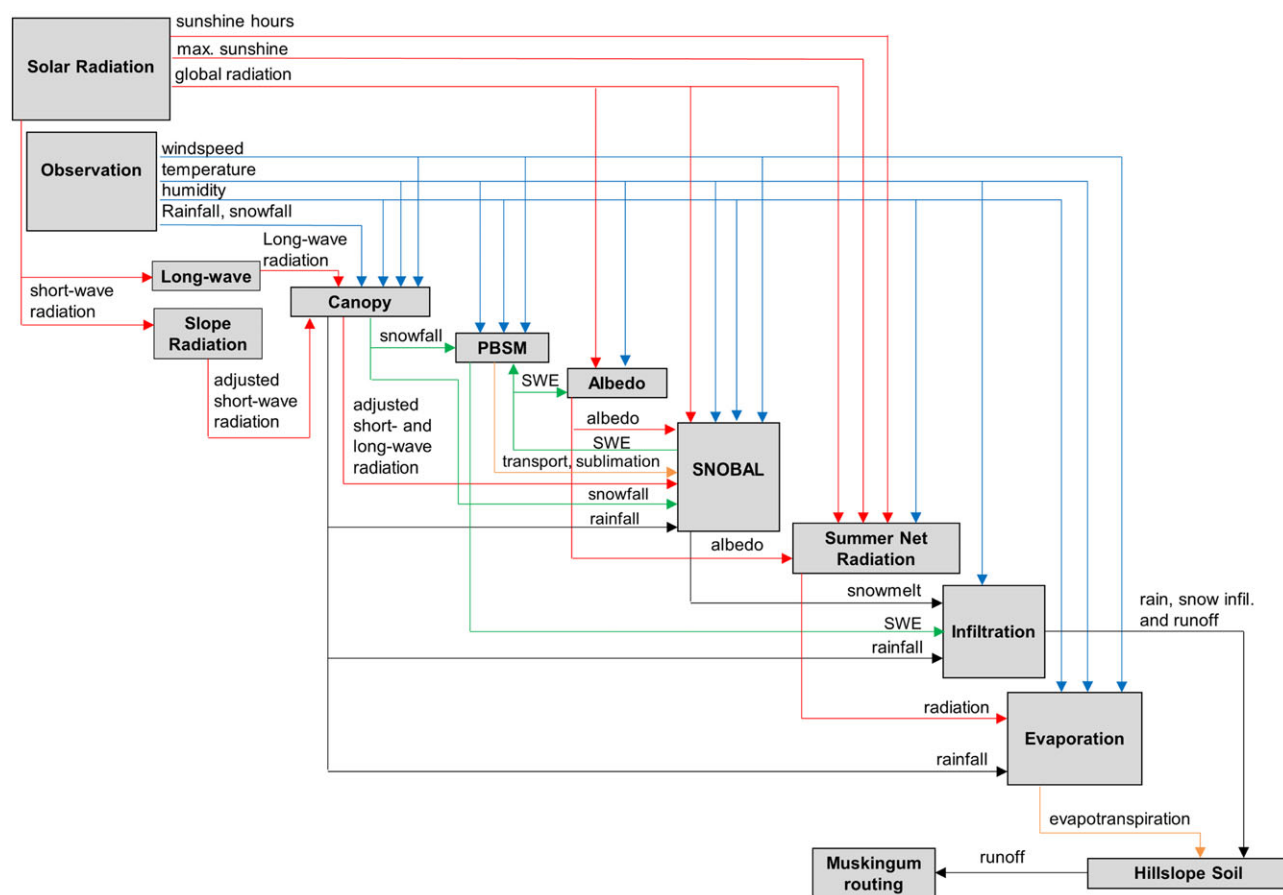 sunshine hours
max. sunshine
global radiation
Solar Radiation
windspeed
temperature
humidity
Rainfall, snowfall
Observation
Long-wave
radiation
Long-wave
short-wave
radiation
Canopy
Slope
Radiation
snowfall
PBSM
adjusted
short-wave
radiation
SWE
Albedo
adjusted
short- and
long-wave
radiation
albedo
SWE
transport, sublimation
SNOBAL
snowfall
rainfall
albedo
Summer Net
Radiation
snowmelt
SWE
rainfall
Infiltration
rain, snow infil.
and runoff
radiation
Evaporation
rainfall
evapotranspiration
runoff
Muskingum
routing
Hillslope Soil